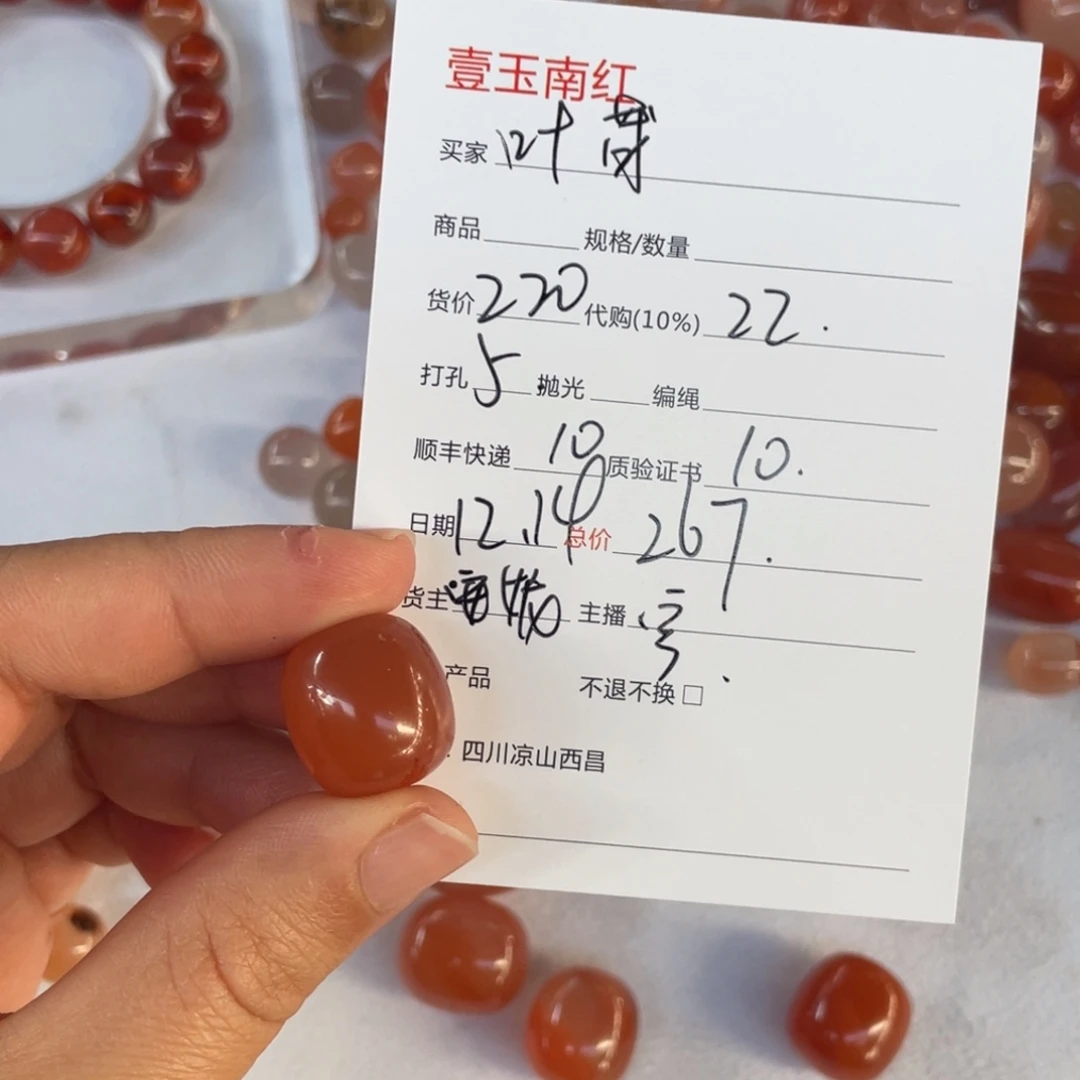 壹玉南红
买家 叶芽
商品 规格/数量
货价 220 代购(10%) 22.
打孔 5 抛光 编绳
顺丰快递 10 质验证书 10.
日期 12.14 总价 267.
货主 主播
产品 不退不换 □
四川凉山西昌